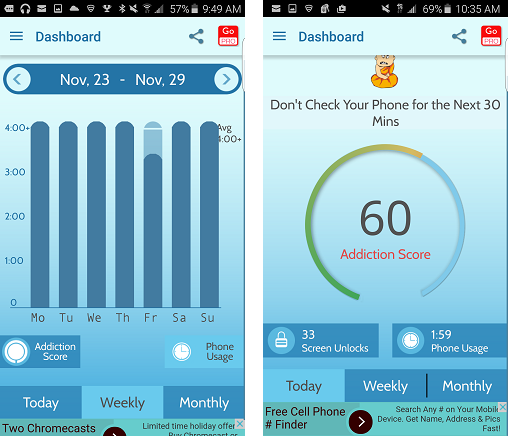 57% 9:49 AM
Dashboard
Go
PRO
Nov, 23 - Nov, 29
4:00+
Avg
4:00+
3:00
2:00
1:00
0
Mo Tu We Th Fr Sa Su
Addiction
Score
Phone
Usage
Today Weekly Monthly
Two Chromecasts
Limited time holiday offer.
Buy Chromecast or
69% 10:35 AM
Dashboard
Go
PRO
Don't Check Your Phone for the Next 30
Mins
60
Addiction Score
33
Screen Unlocks
1:59
Phone Usage
Today Weekly Monthly
Free Cell Phone
# Finder
Search Any # on Your Mobile
Device. Get Name, Address & Pics
Fast!